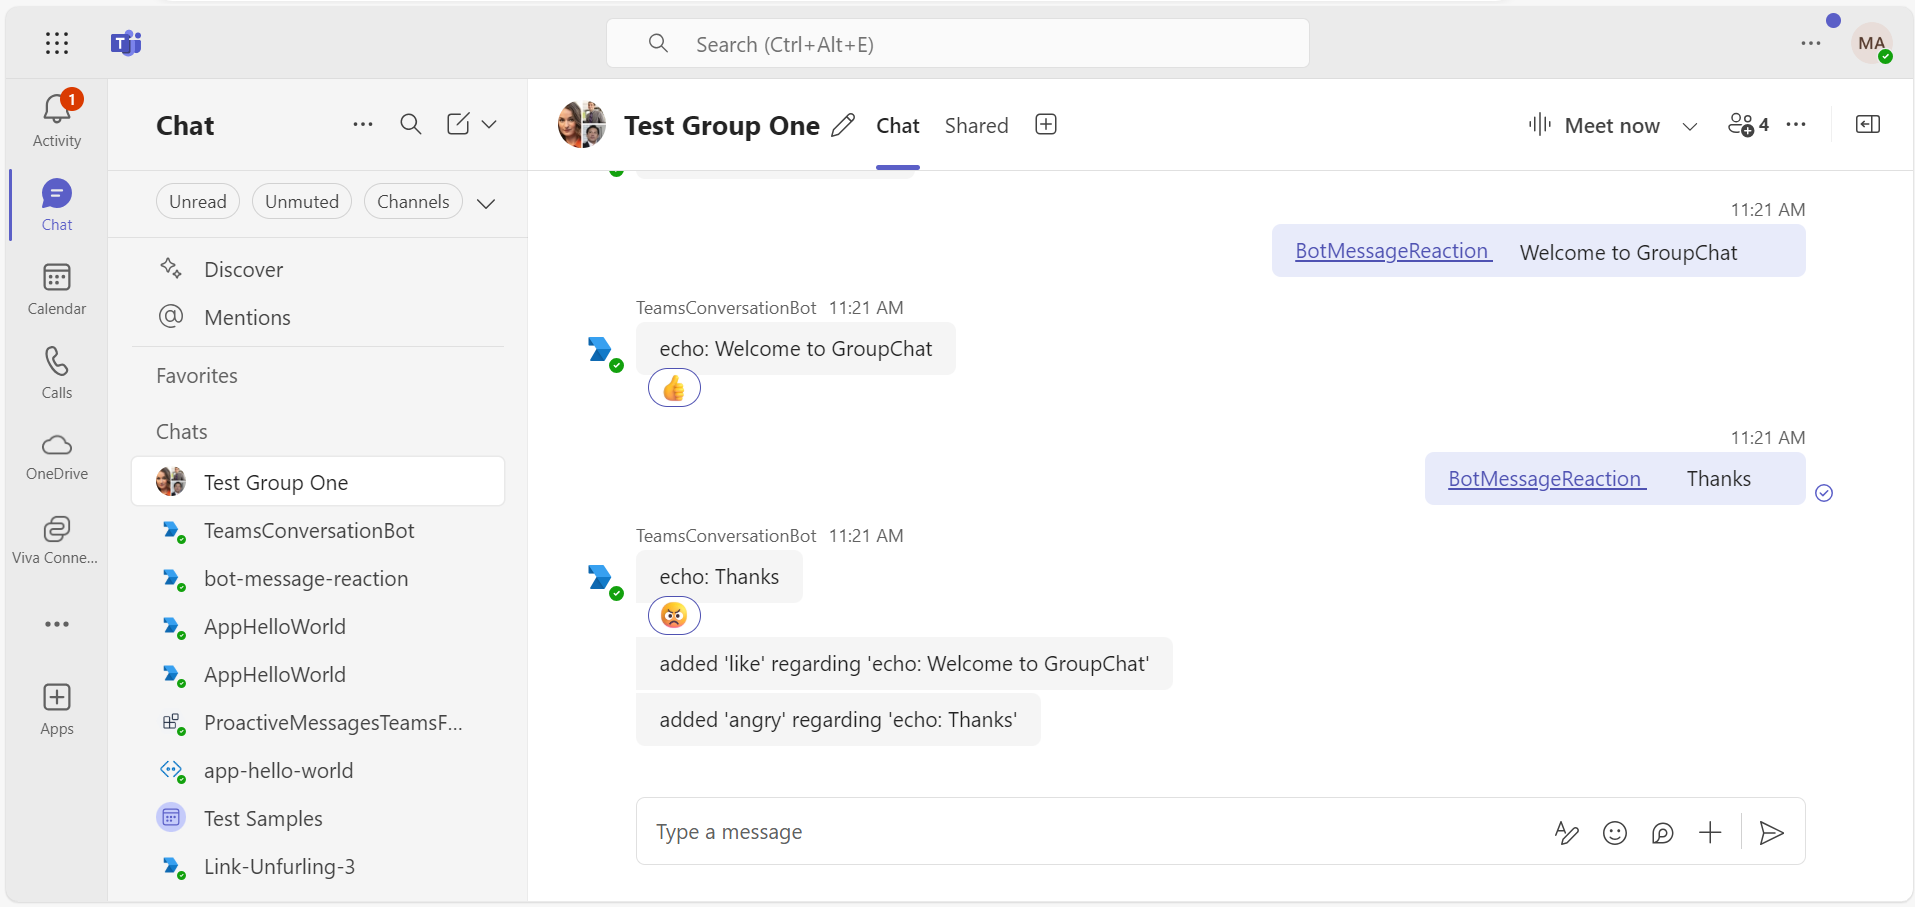 Search (Ctrl+Alt+E)
MA
1
Activity
Chat
Calendar
Calls
OneDrive
Viva Conne...
Apps
Chat
Unread Unmuted Channels
Discover
Mentions
Favorites
Chats
Test Group One
TeamsConversationBot
bot-message-reaction
AppHelloWorld
AppHelloWorld
ProactiveMessagesTeamsF...
app-hello-world
Test Samples
Link-Unfurling-3
Test Group One Chat Shared Meet now 4
11:21 AM
BotMessageReaction Welcome to GroupChat
TeamsConversationBot 11:21 AM
echo: Welcome to GroupChat
11:21 AM
BotMessageReaction Thanks
TeamsConversationBot 11:21 AM
echo: Thanks
added 'like' regarding 'echo: Welcome to GroupChat'
added 'angry' regarding 'echo: Thanks'
Type a message